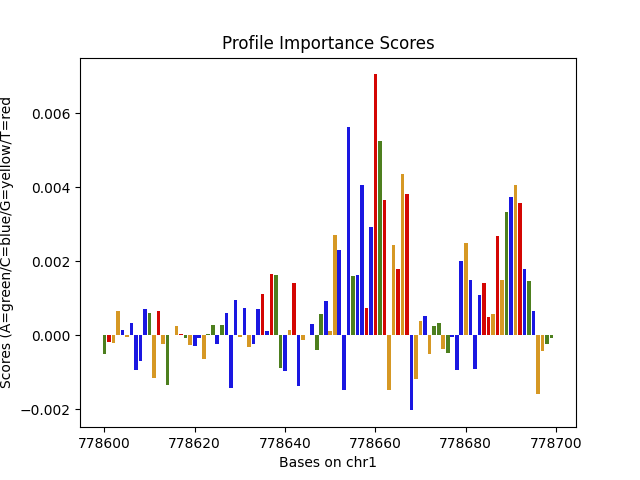 Profile Importance Scores
Scores (A=green/C=blue/G=yellow/T=red
0.006
0.004
0.002
0.000
−0.002
778600 778620 778640 778660 778680 778700
Bases on chr1